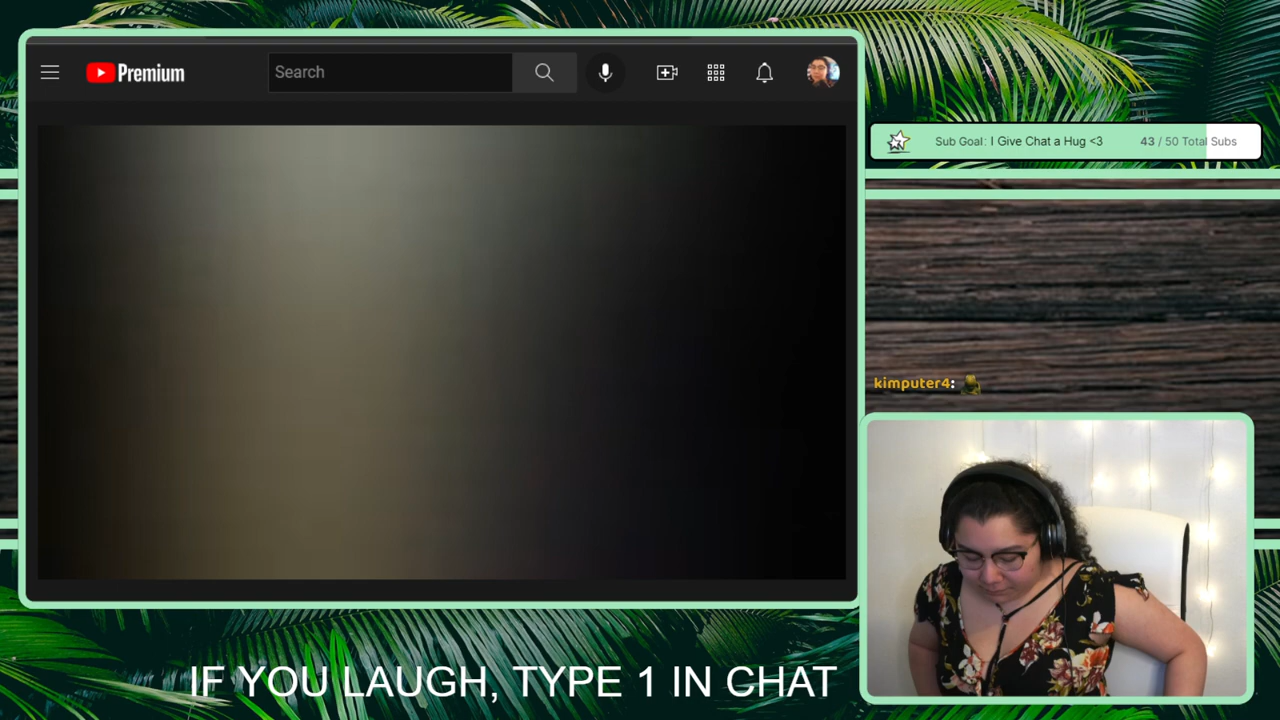 Premium
Search
Sub Goal: I Give Chat a Hug <3
43 / 50 Total Subs
kimputer4:
IF YOU LAUGH, TYPE 1 IN CHAT